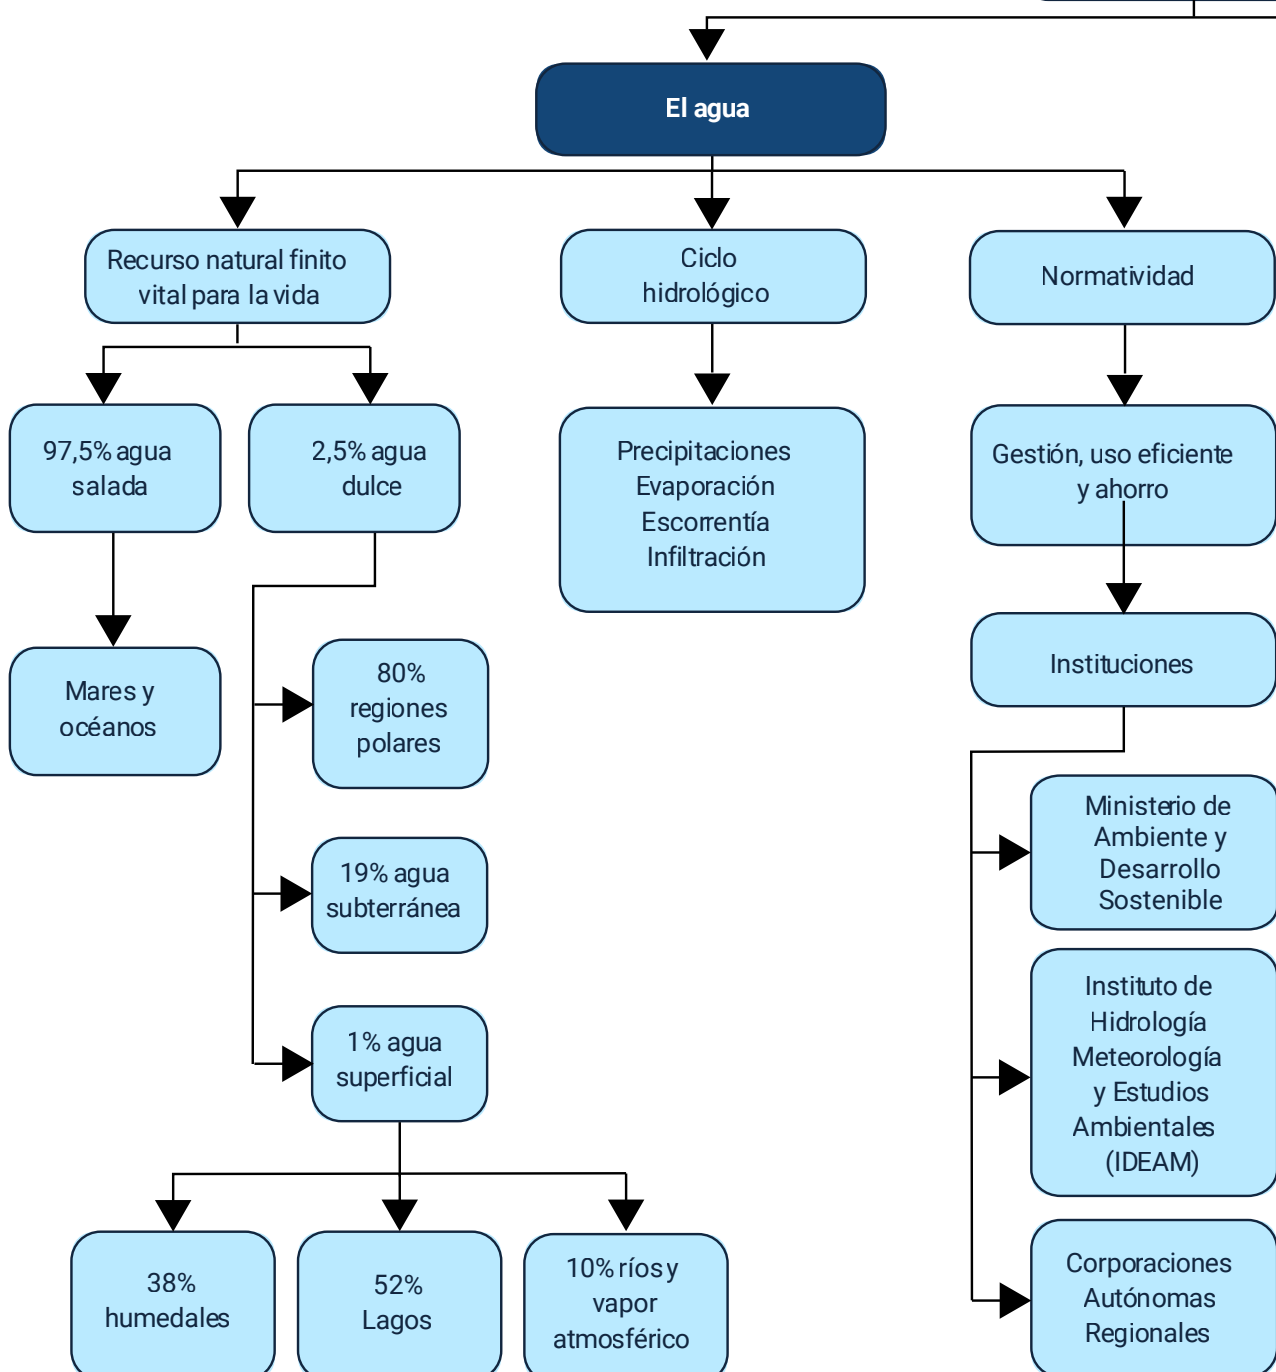 El agua
Recurso natural finito
vital para la vida
Ciclo
hidrológico
Normatividad
97,5% agua
salada
2,5% agua
dulce
Precipitaciones
Evaporación
Escorrentía
Infiltración
Gestión, uso eficiente
y ahorro
Mares y
océanos
80%
regiones
polares
Instituciones
19% agua
subterránea
Ministerio de
Ambiente y
Desarrollo
Sostenible
1% agua
superficial
Instituto de
Hidrología
Meteorología
y Estudios
Ambientales
(IDEAM)
38%
humedales
52%
Lagos
10% ríos y
vapor
atmosférico
Corporaciones
Autónomas
Regionales